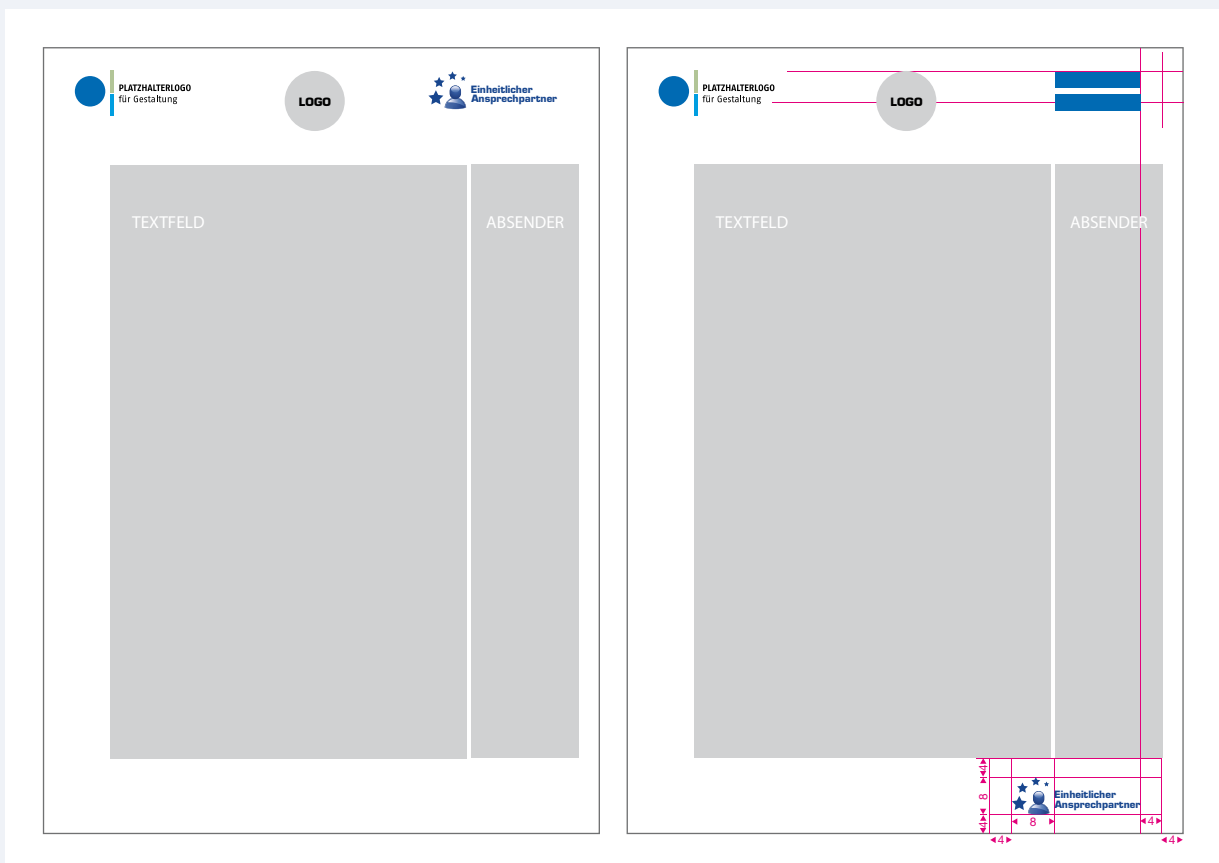 PLATZHALTERLOGO
für Gestaltung
LOGO
Einheitlicher
Ansprechpartner
TEXTFELD
ABSENDER
PLATZHALTERLOGO
für Gestaltung
LOGO
TEXTFELD
ABSENDER
4
8
4
Einheitlicher
Ansprechpartner
8
4
4
4